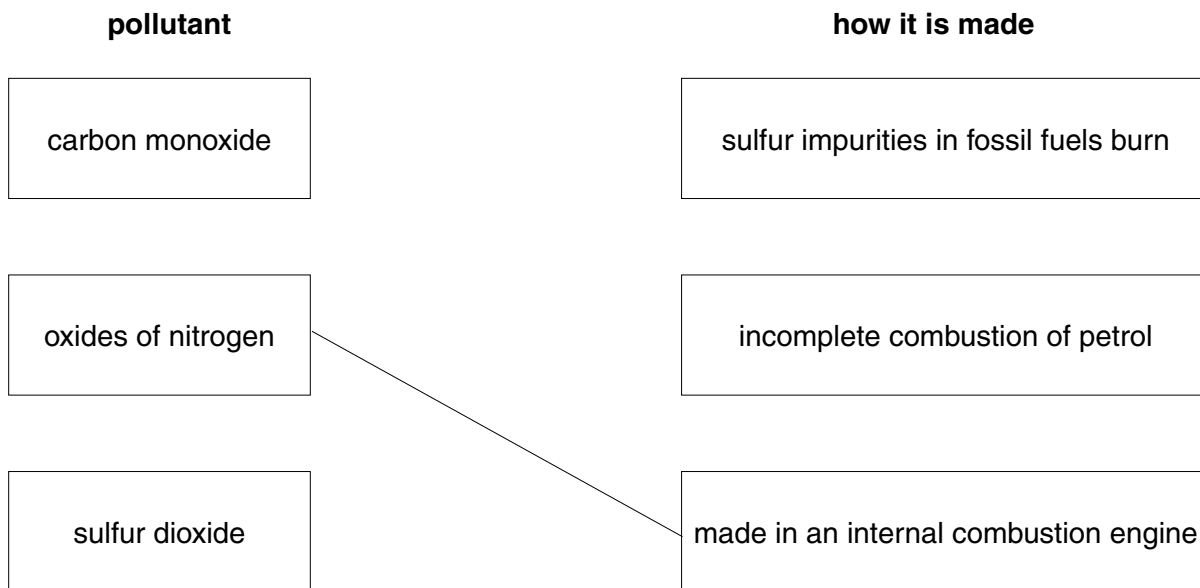 pollutant
how it is made
carbon monoxide
sulfur impurities in fossil fuels burn
oxides of nitrogen
incomplete combustion of petrol
sulfur dioxide
made in an internal combustion engine